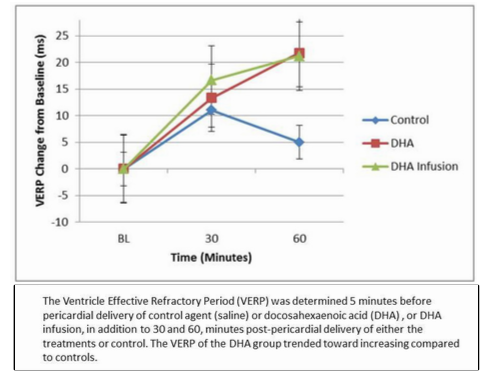 25
20
15
10
5
0
-5
-10
VERP Change from Baseline (ms)
BL
30
60
Time (Minutes)
Control
DHA
DHA Infusion
The Ventricle Effective Refractory Period (VERP) was determined 5 minutes before
pericardial delivery of control agent (saline) or docosahexaenoic acid (DHA) , or DHA
infusion, in addition to 30 and 60, minutes post-pericardial delivery of either the
treatments or control. The VERP of the DHA group trended toward increasing compared
to controls.